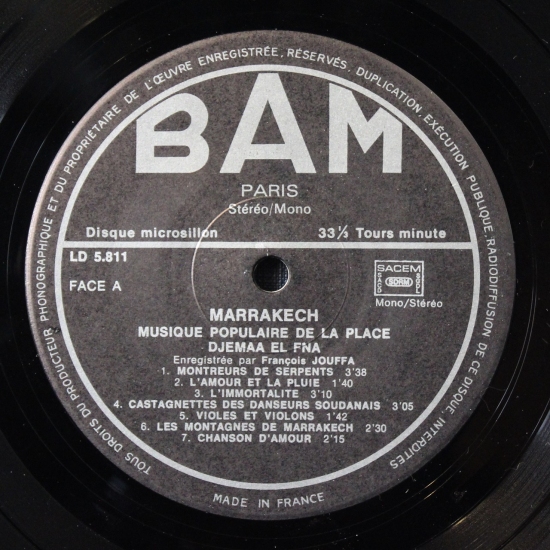 TOUS DROITS DU PRODUCTEUR PHONOGRAPHIQUE ET DU PROPRIÉTAIRE DE L'ŒUVRE ENREGISTRÉE, RÉSERVÉS. DUPLICATION, EXÉCUTION PUBLIQUE, RADIODIFFUSION DE CE DISQUE, INTERDITES
BAM
PARIS
Stéréo/Mono
Disque microsillon 33⅓ Tours minute
LD 5.811
FACE A
SACEM
SACD SDRM SGDL
Mono/Stéréo
MARRAKECH
MUSIQUE POPULAIRE DE LA PLACE
DJEMAA EL FNA
Enregistrée par François JOUFFA
1. MONTREURS DE SERPENTS 3'38
2. L'AMOUR ET LA PLUIE 1'40
3. L'IMMORTALITE 3'10
4. CASTAGNETTES DES DANSEURS SOUDANAIS 3'05
5. VIOLES ET VIOLONS 1'42
6. LES MONTAGNES DE MARRAKECH 2'30
7. CHANSON D'AMOUR 2'15
MADE IN FRANCE